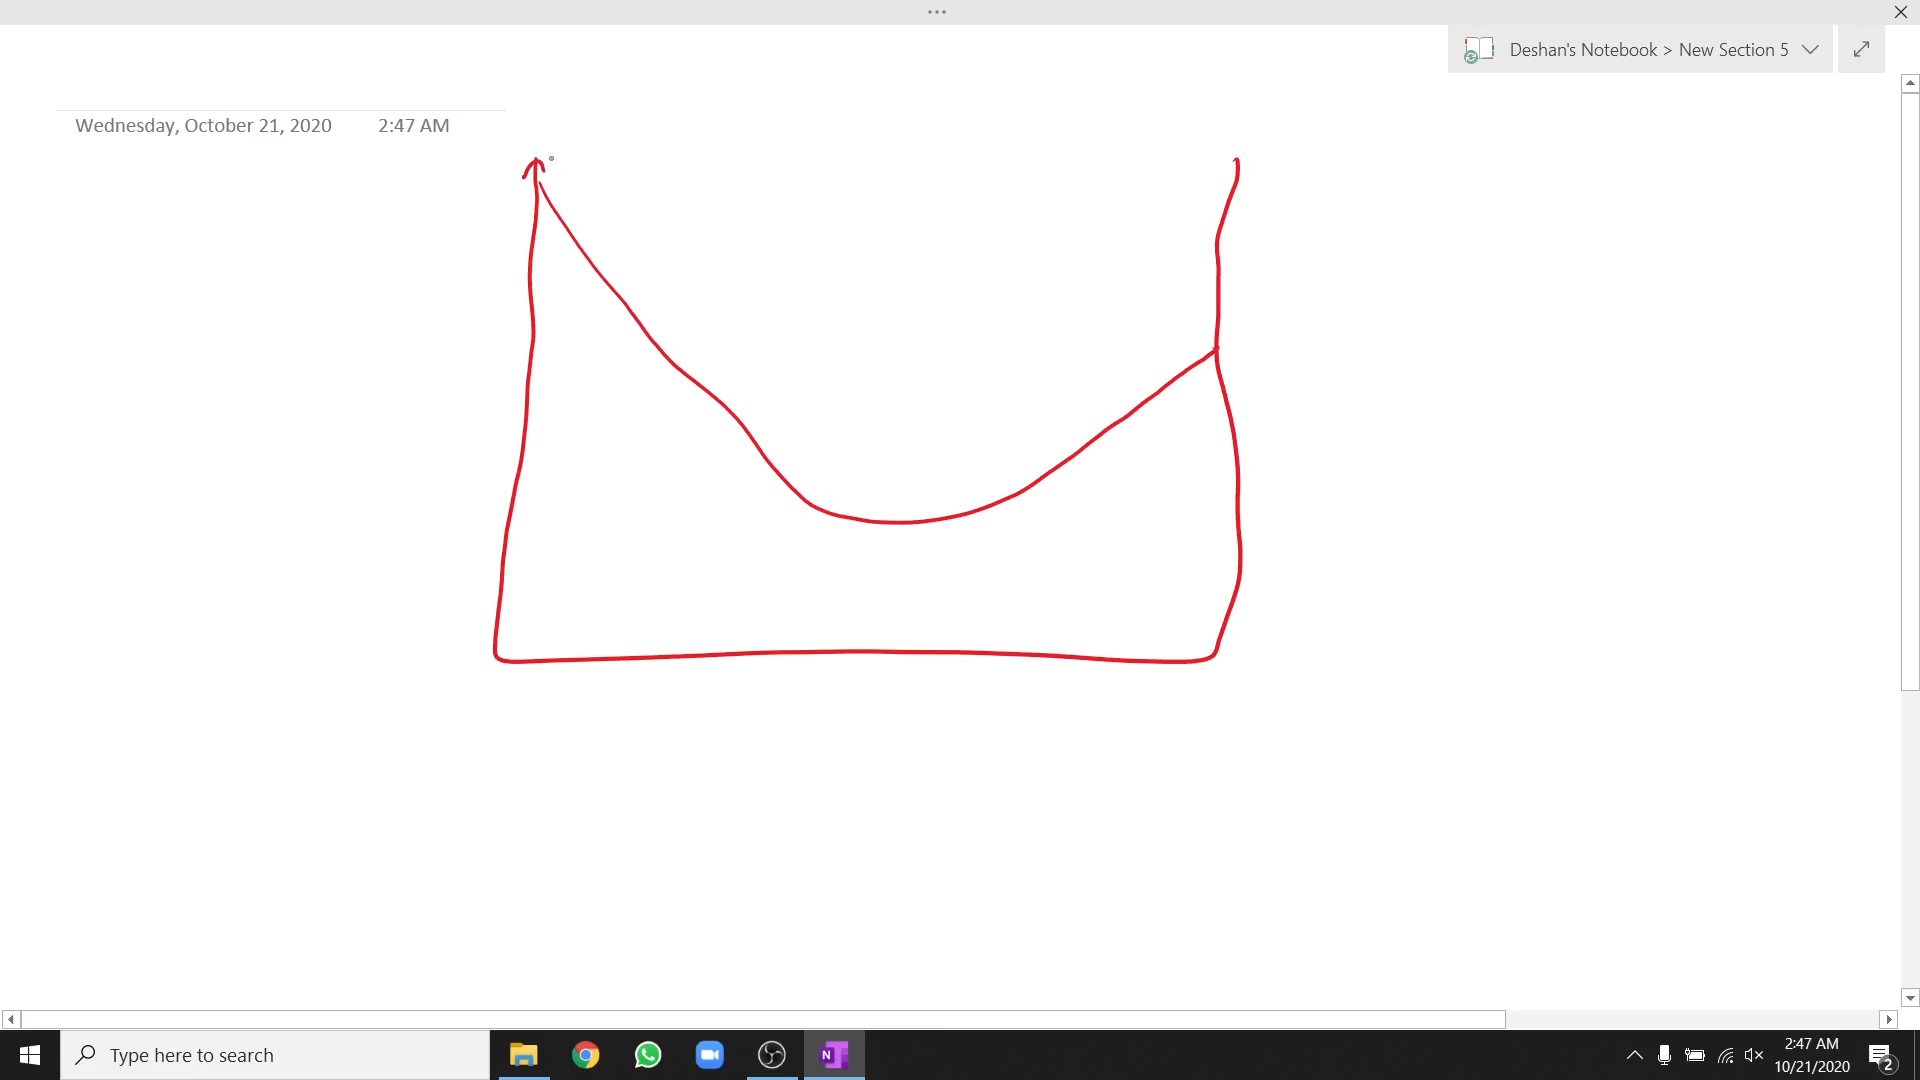 Deshan's Notebook > New Section 5
Wednesday, October 21, 2020 2:47 AM
Type here to search
N
2:47 AM
10/21/2020
2